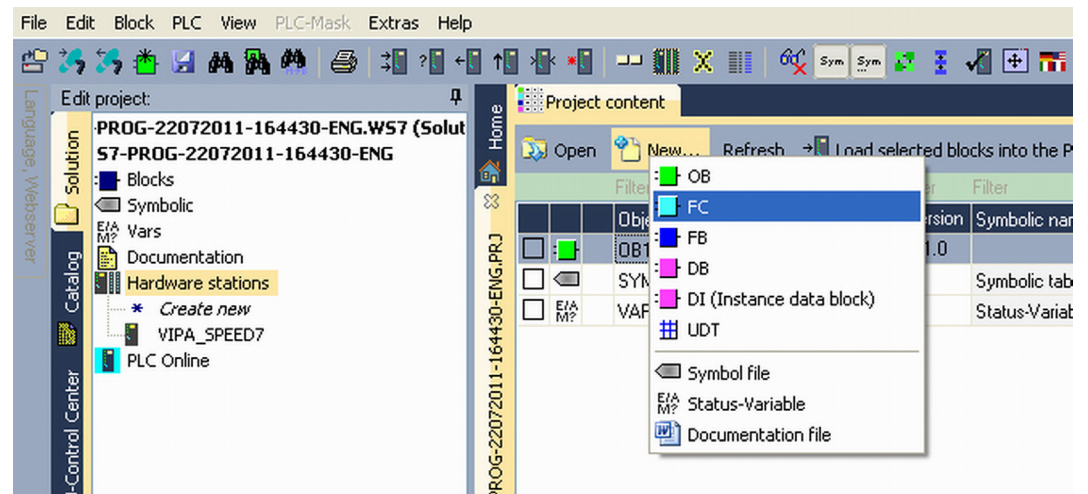 File Edit Block PLC View PLC-Mask Extras Help
Sym Sym
Language, Webserver
Edit project:
Solution
Catalog
-Control Center
PROG-22072011-164430-ENG.WS7 (Solut
S7-PROG-22072011-164430-ENG
Blocks
Symbolic
E/A M? Vars
Documentation
Hardware stations
* Create new
VIPA_SPEED7
PLC Online
Home
PROG-22072011-164430-ENG.PRJ
Project content
Open New... Refresh Load selected blocks into the P
Filter Filter
Symbolic nar
OB1 1.0
SYM Symbolic tab
E/A M? VAR Status-Variab
OB
FC
FB
DB
DI (Instance data block)
UDT
Symbol file
E/A M? Status-Variable
Documentation file